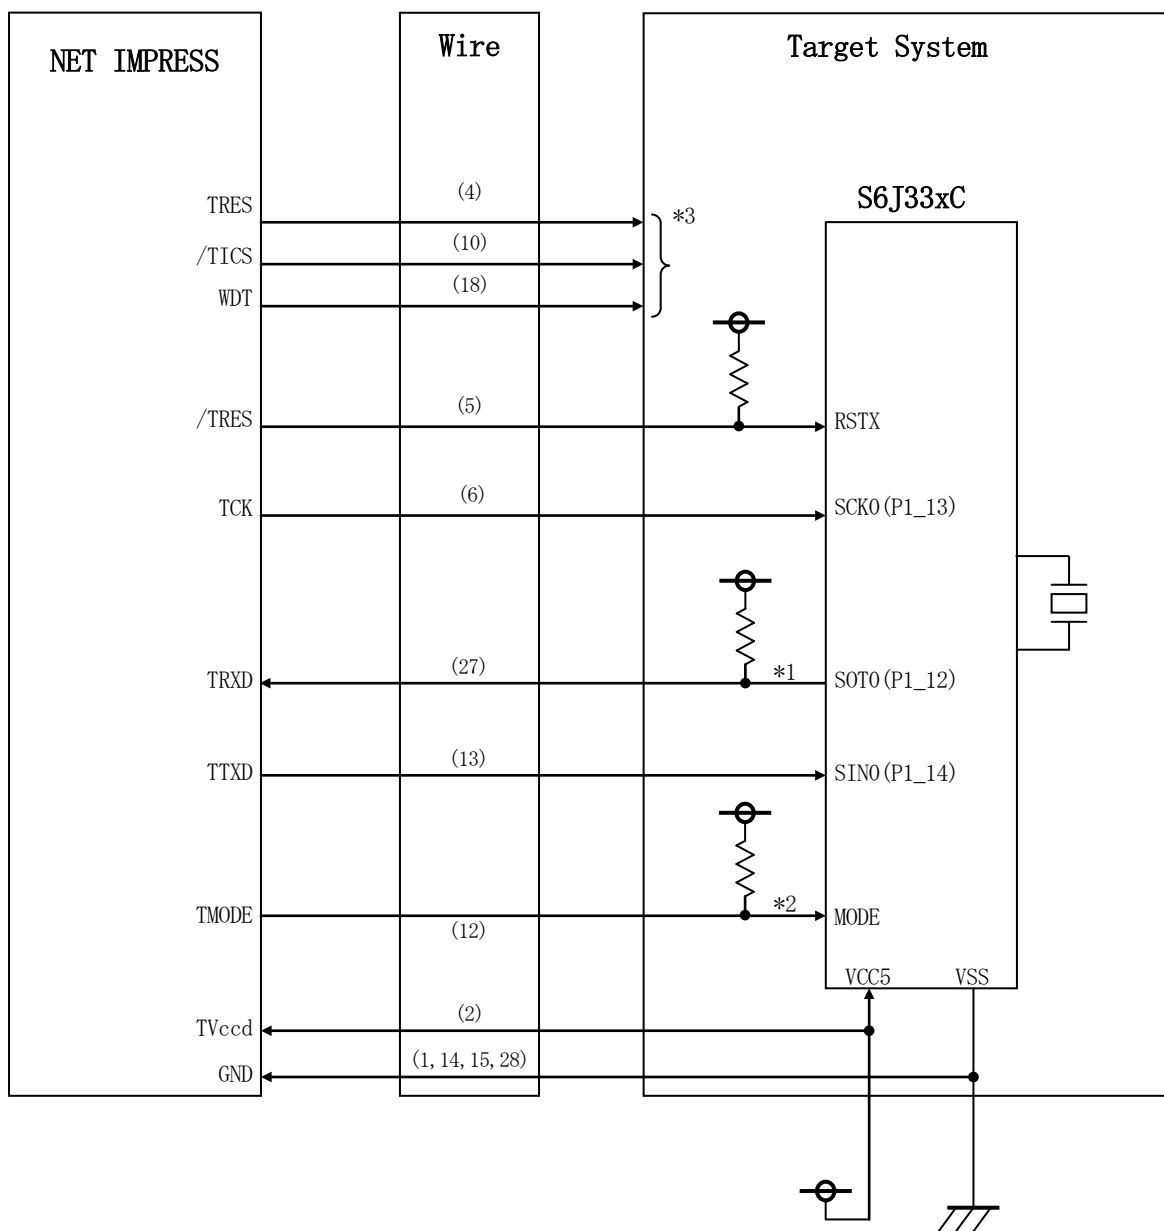 NET IMPRESS
Wire
Target System
S6J33xC
TRES
(4)
*3
/TICS
(10)
WDT
(18)
/TRES
(5)
RSTX
TCK
(6)
SCK0(P1_13)
TRXD
(27)
*1
SOT0(P1_12)
TTXD
(13)
SIN0(P1_14)
TMODE
(12)
*2
MODE
VCC5
VSS
TVccd
(2)
GND
(1,14,15,28)